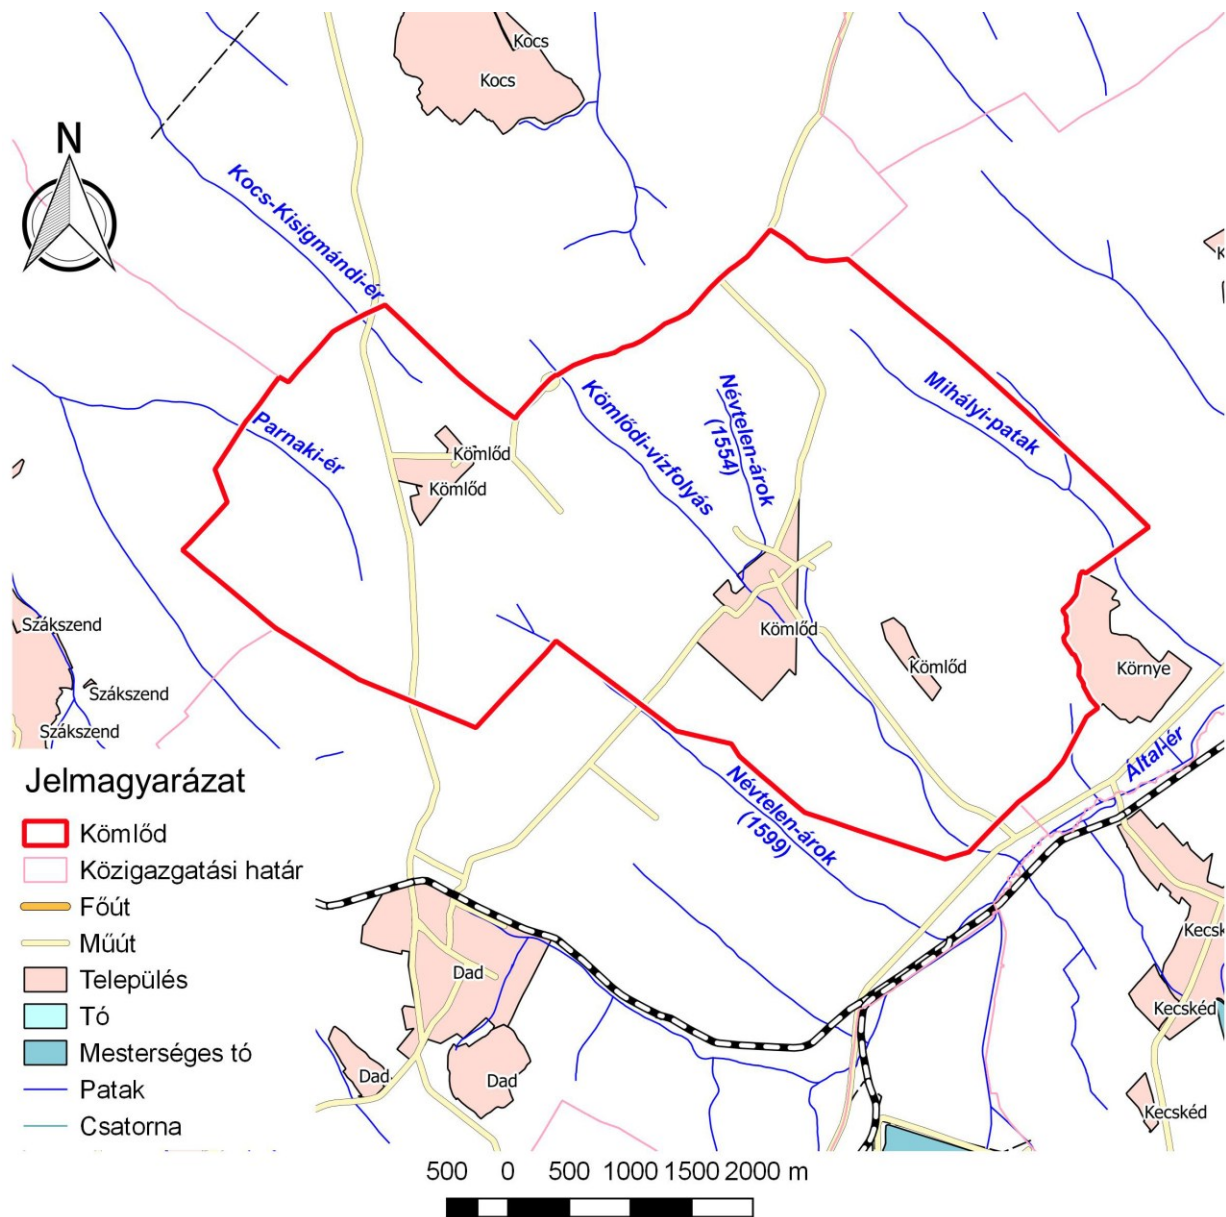 Kocs
Kocs
N
Kocs-Kisigmándi-ér
Parnaki-ér
Kömlődi-vízfolyás
Névtelen-árok
(1554)
Mihályi-patak
Kömlőd
Kömlőd
Kömlőd
Kömlőd
Környe
Szákszend
Szákszend
Szákszend
Által-ér
Névtelen-árok
(1599)
Dad
Dad
Dad
Kecskéd
Kecskéd
Jelmagyarázat
Kömlőd
Közigazgatási határ
Főút
Műút
Település
Tó
Mesterséges tó
Patak
Csatorna
500 0 500 1000 1500 2000 m